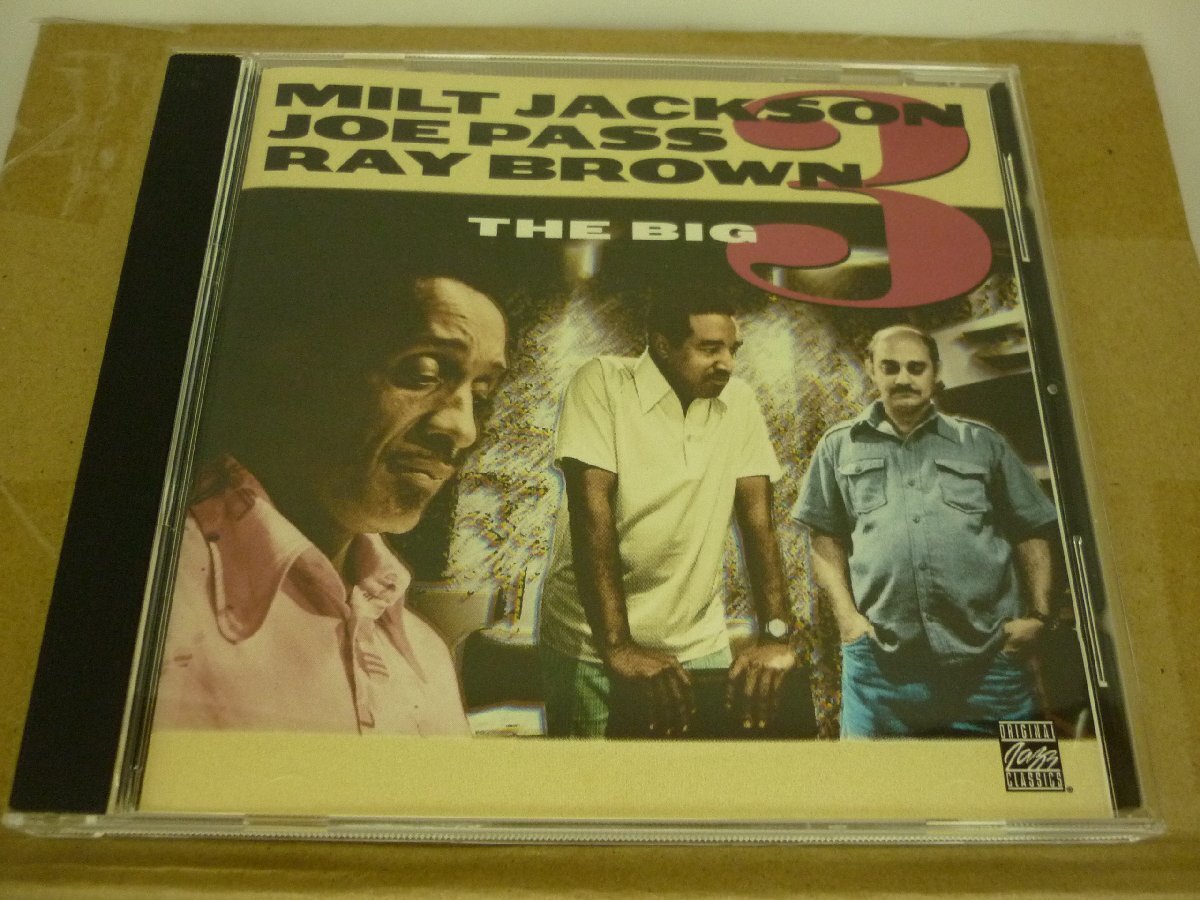 MILT JACKSON
JOE PASS
RAY BROWN
THE BIG 3
ORIGINAL
Jazz
CLASSICS®